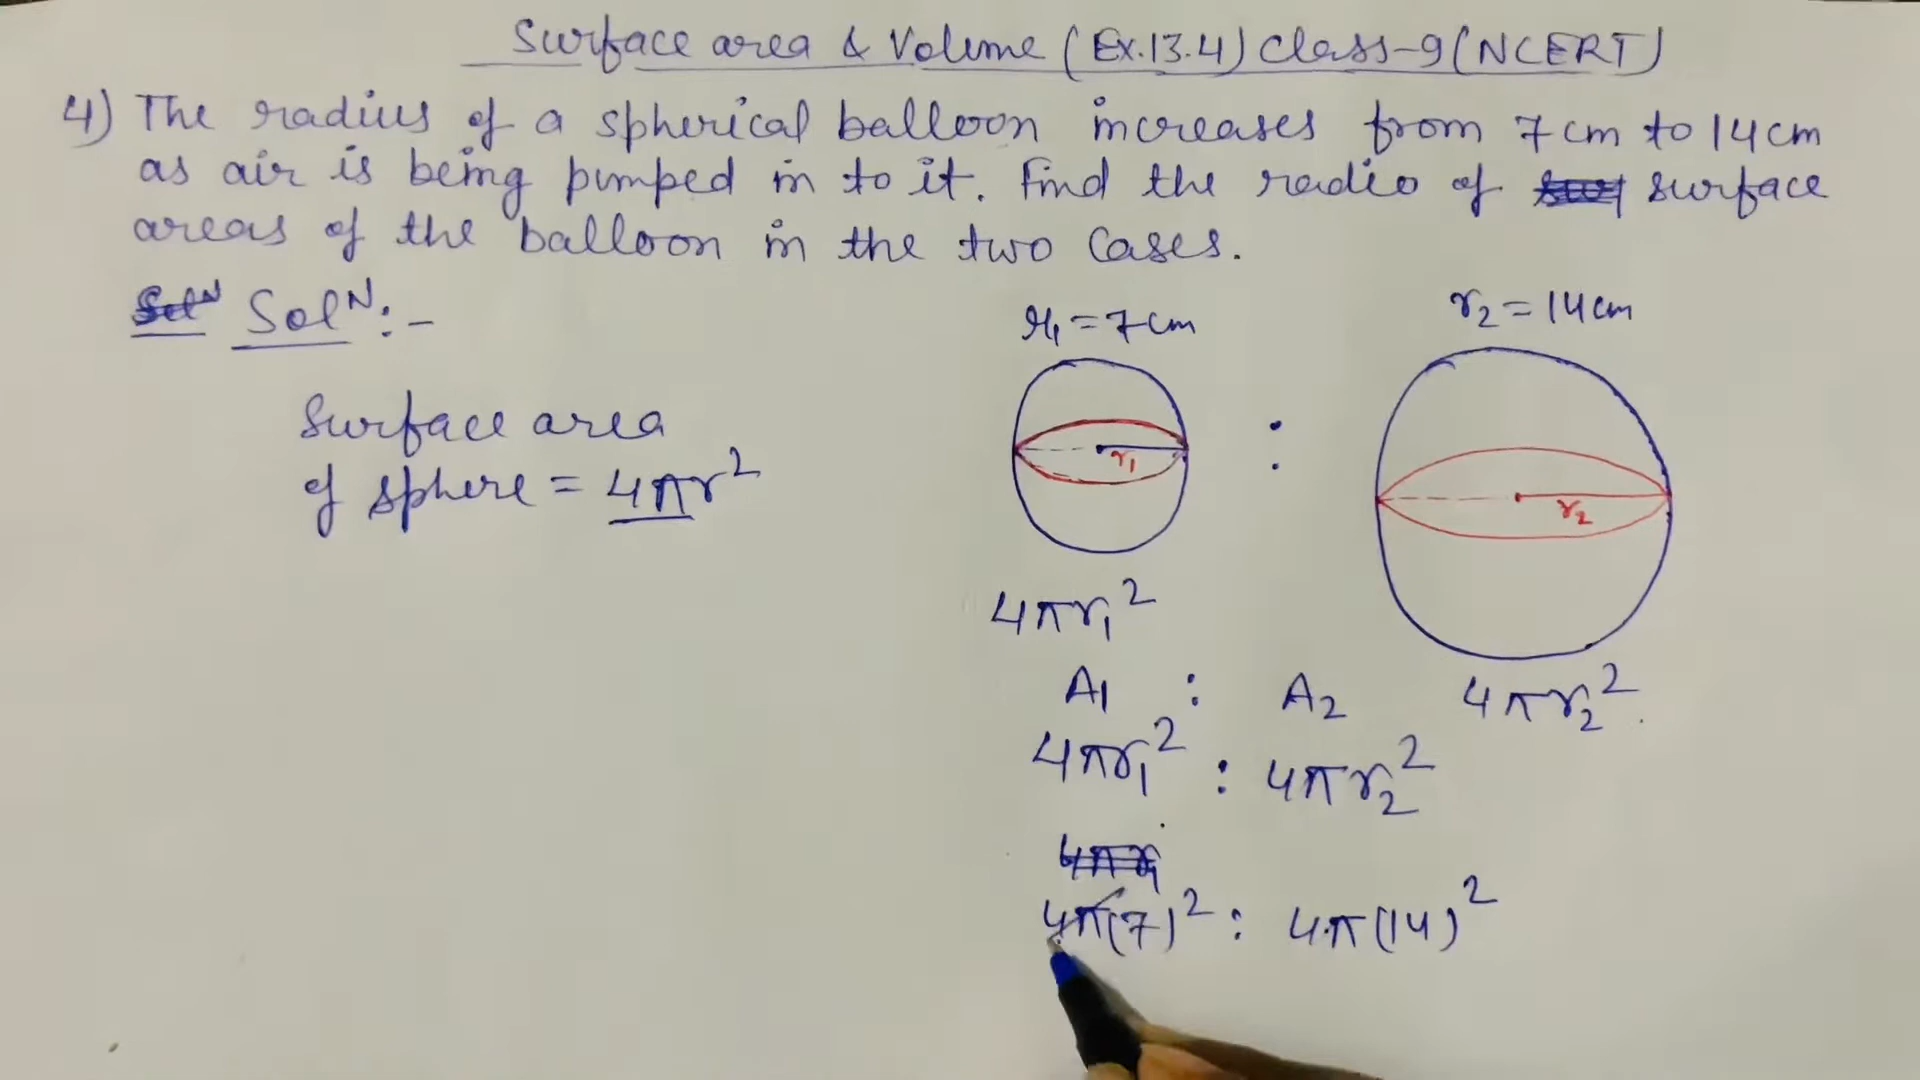 Surface area & Volume (Ex.13.4) Class-9 (NCERT)
4) The radius of a spherical balloon increases from 7 cm to 14 cm
as air is being pumped in to it. Find the radio of surface
areas of the balloon in the two cases.
Solᴺ:-
r₁ = 7 cm
r₂ = 14 cm
Surface area
of sphere = 4πr²
r₁
:
r₂
4πr₁²
4πr₂²
A₁ : A₂
4πr₁² : 4πr₂²
4πr₁
4π(7)² : 4π(14)²